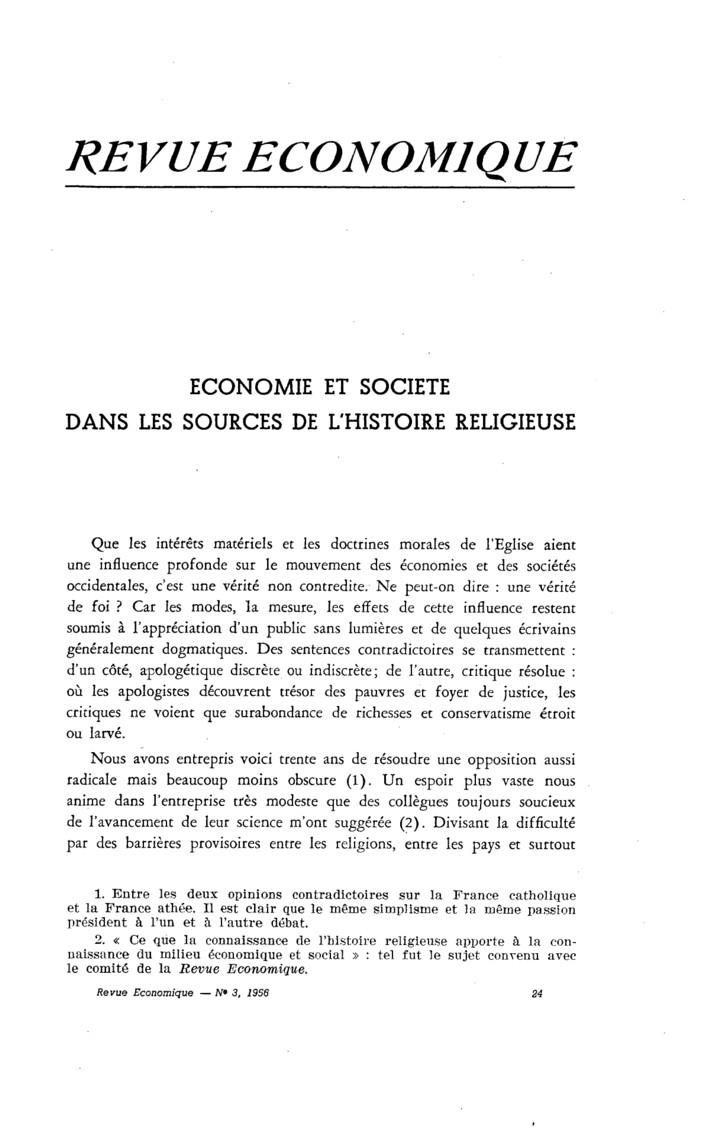 REVUE ECONOMIQUE
ECONOMIE ET SOCIETE
DANS LES SOURCES DE L'HISTOIRE RELIGIEUSE
Que les intérêts matériels et les doctrines morales de l'Eglise aient
une influence profonde sur le mouvement des économies et des sociétés
occidentales, c'est une vérité non contredite. Ne peut-on dire : une vérité
de foi ? Car les modes, la mesure, les effets de cette influence restent
soumis à l'appréciation d'un public sans lumières et de quelques écrivains
généralement dogmatiques. Des sentences contradictoires se transmettent :
d'un côté, apologétique discrète ou indiscrète; de l'autre, critique résolue :
où les apologistes découvrent trésor des pauvres et foyer de justice, les
critiques ne voient que surabondance de richesses et conservatisme étroit
ou larvé.
Nous avons entrepris voici trente ans de résoudre une opposition aussi
radicale mais beaucoup moins obscure (1). Un espoir plus vaste nous
anime dans l'entreprise très modeste que des collègues toujours soucieux
de l'avancement de leur science m'ont suggérée (2). Divisant la difficulté
par des barrières provisoires entre les religions, entre les pays et surtout
1. Entre les deux opinions contradictoires sur la France catholique
et la France athée. Il est clair que le même simplisme et la même passion
président à l'un et à l'autre débat.
2. « Ce que la connaissance de l'histoire religieuse apporte à la con-
naissance du milieu économique et social » : tel fut le sujet convenu avec
le comité de la Revue Economique.
Revue Economique — N° 3, 1956 24